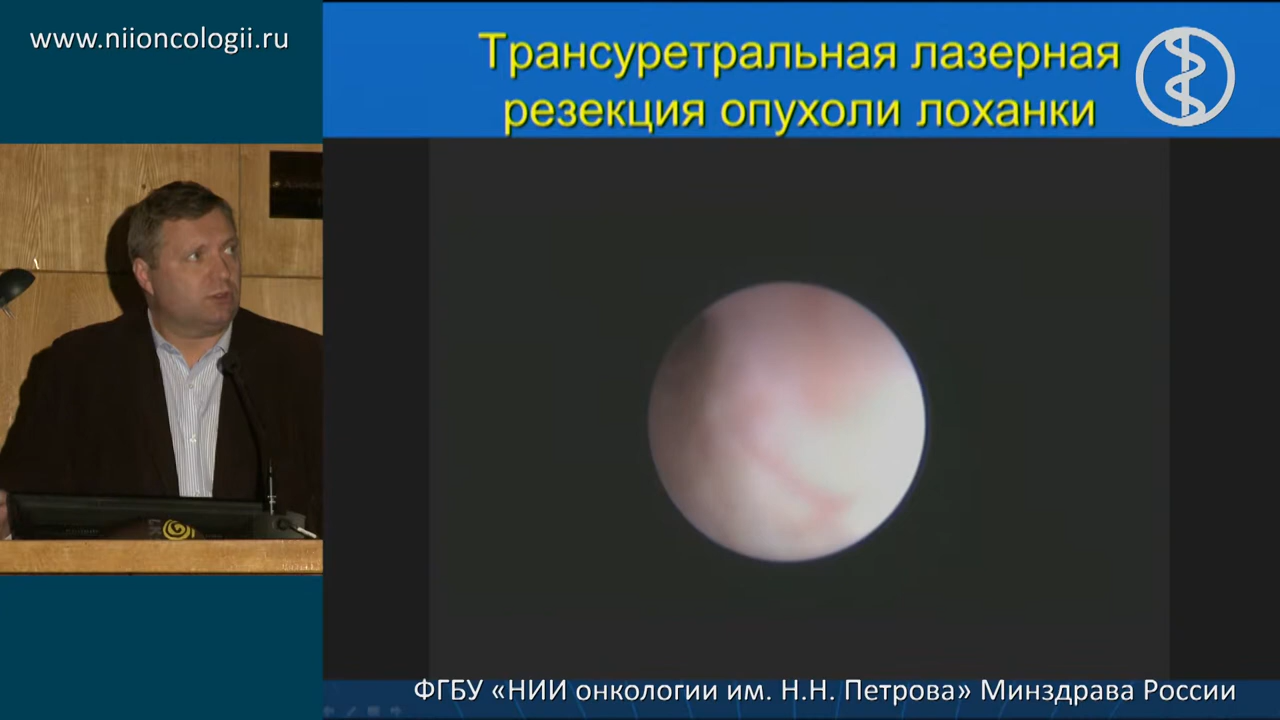 www.niioncologii.ru
Трансуретральная лазерная
резекция опухоли лоханки
ФГБУ «НИИ онкологии им. Н.Н. Петрова» Минздрава России